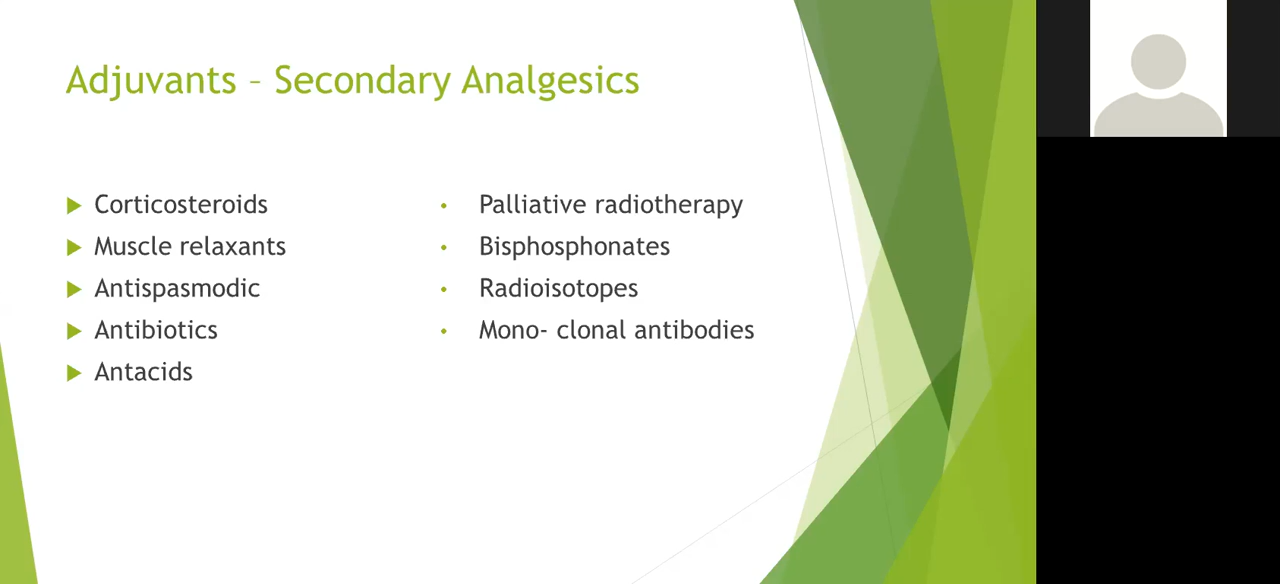 Adjuvants – Secondary Analgesics
Corticosteroids
Muscle relaxants
Antispasmodic
Antibiotics
Antacids
Palliative radiotherapy
Bisphosphonates
Radioisotopes
Mono- clonal antibodies